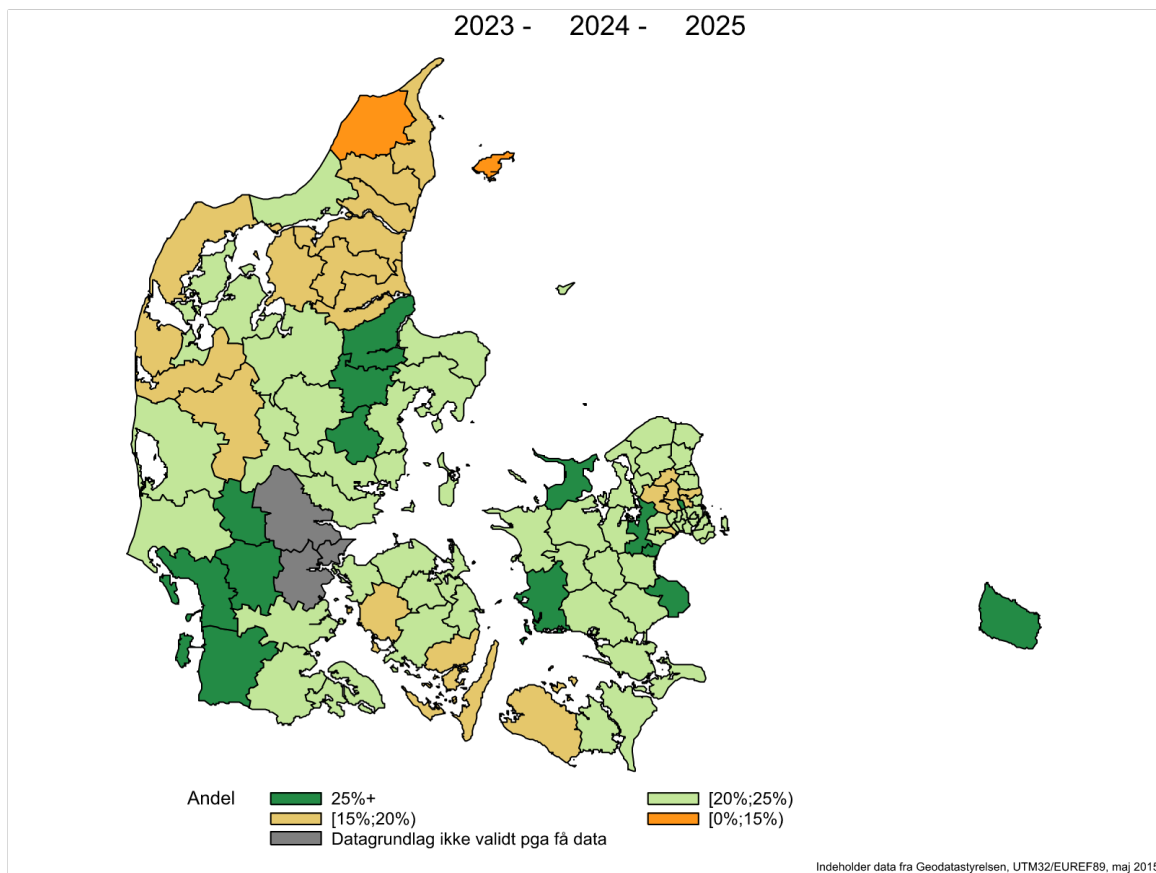 2023 - 2024 - 2025
Andel
25%+
[20%;25%)
[15%;20%)
[0%;15%)
Datagrundlag ikke validt pga få data
Indeholder data fra Geodatastyrelsen, UTM32/EUREF89, maj 2015